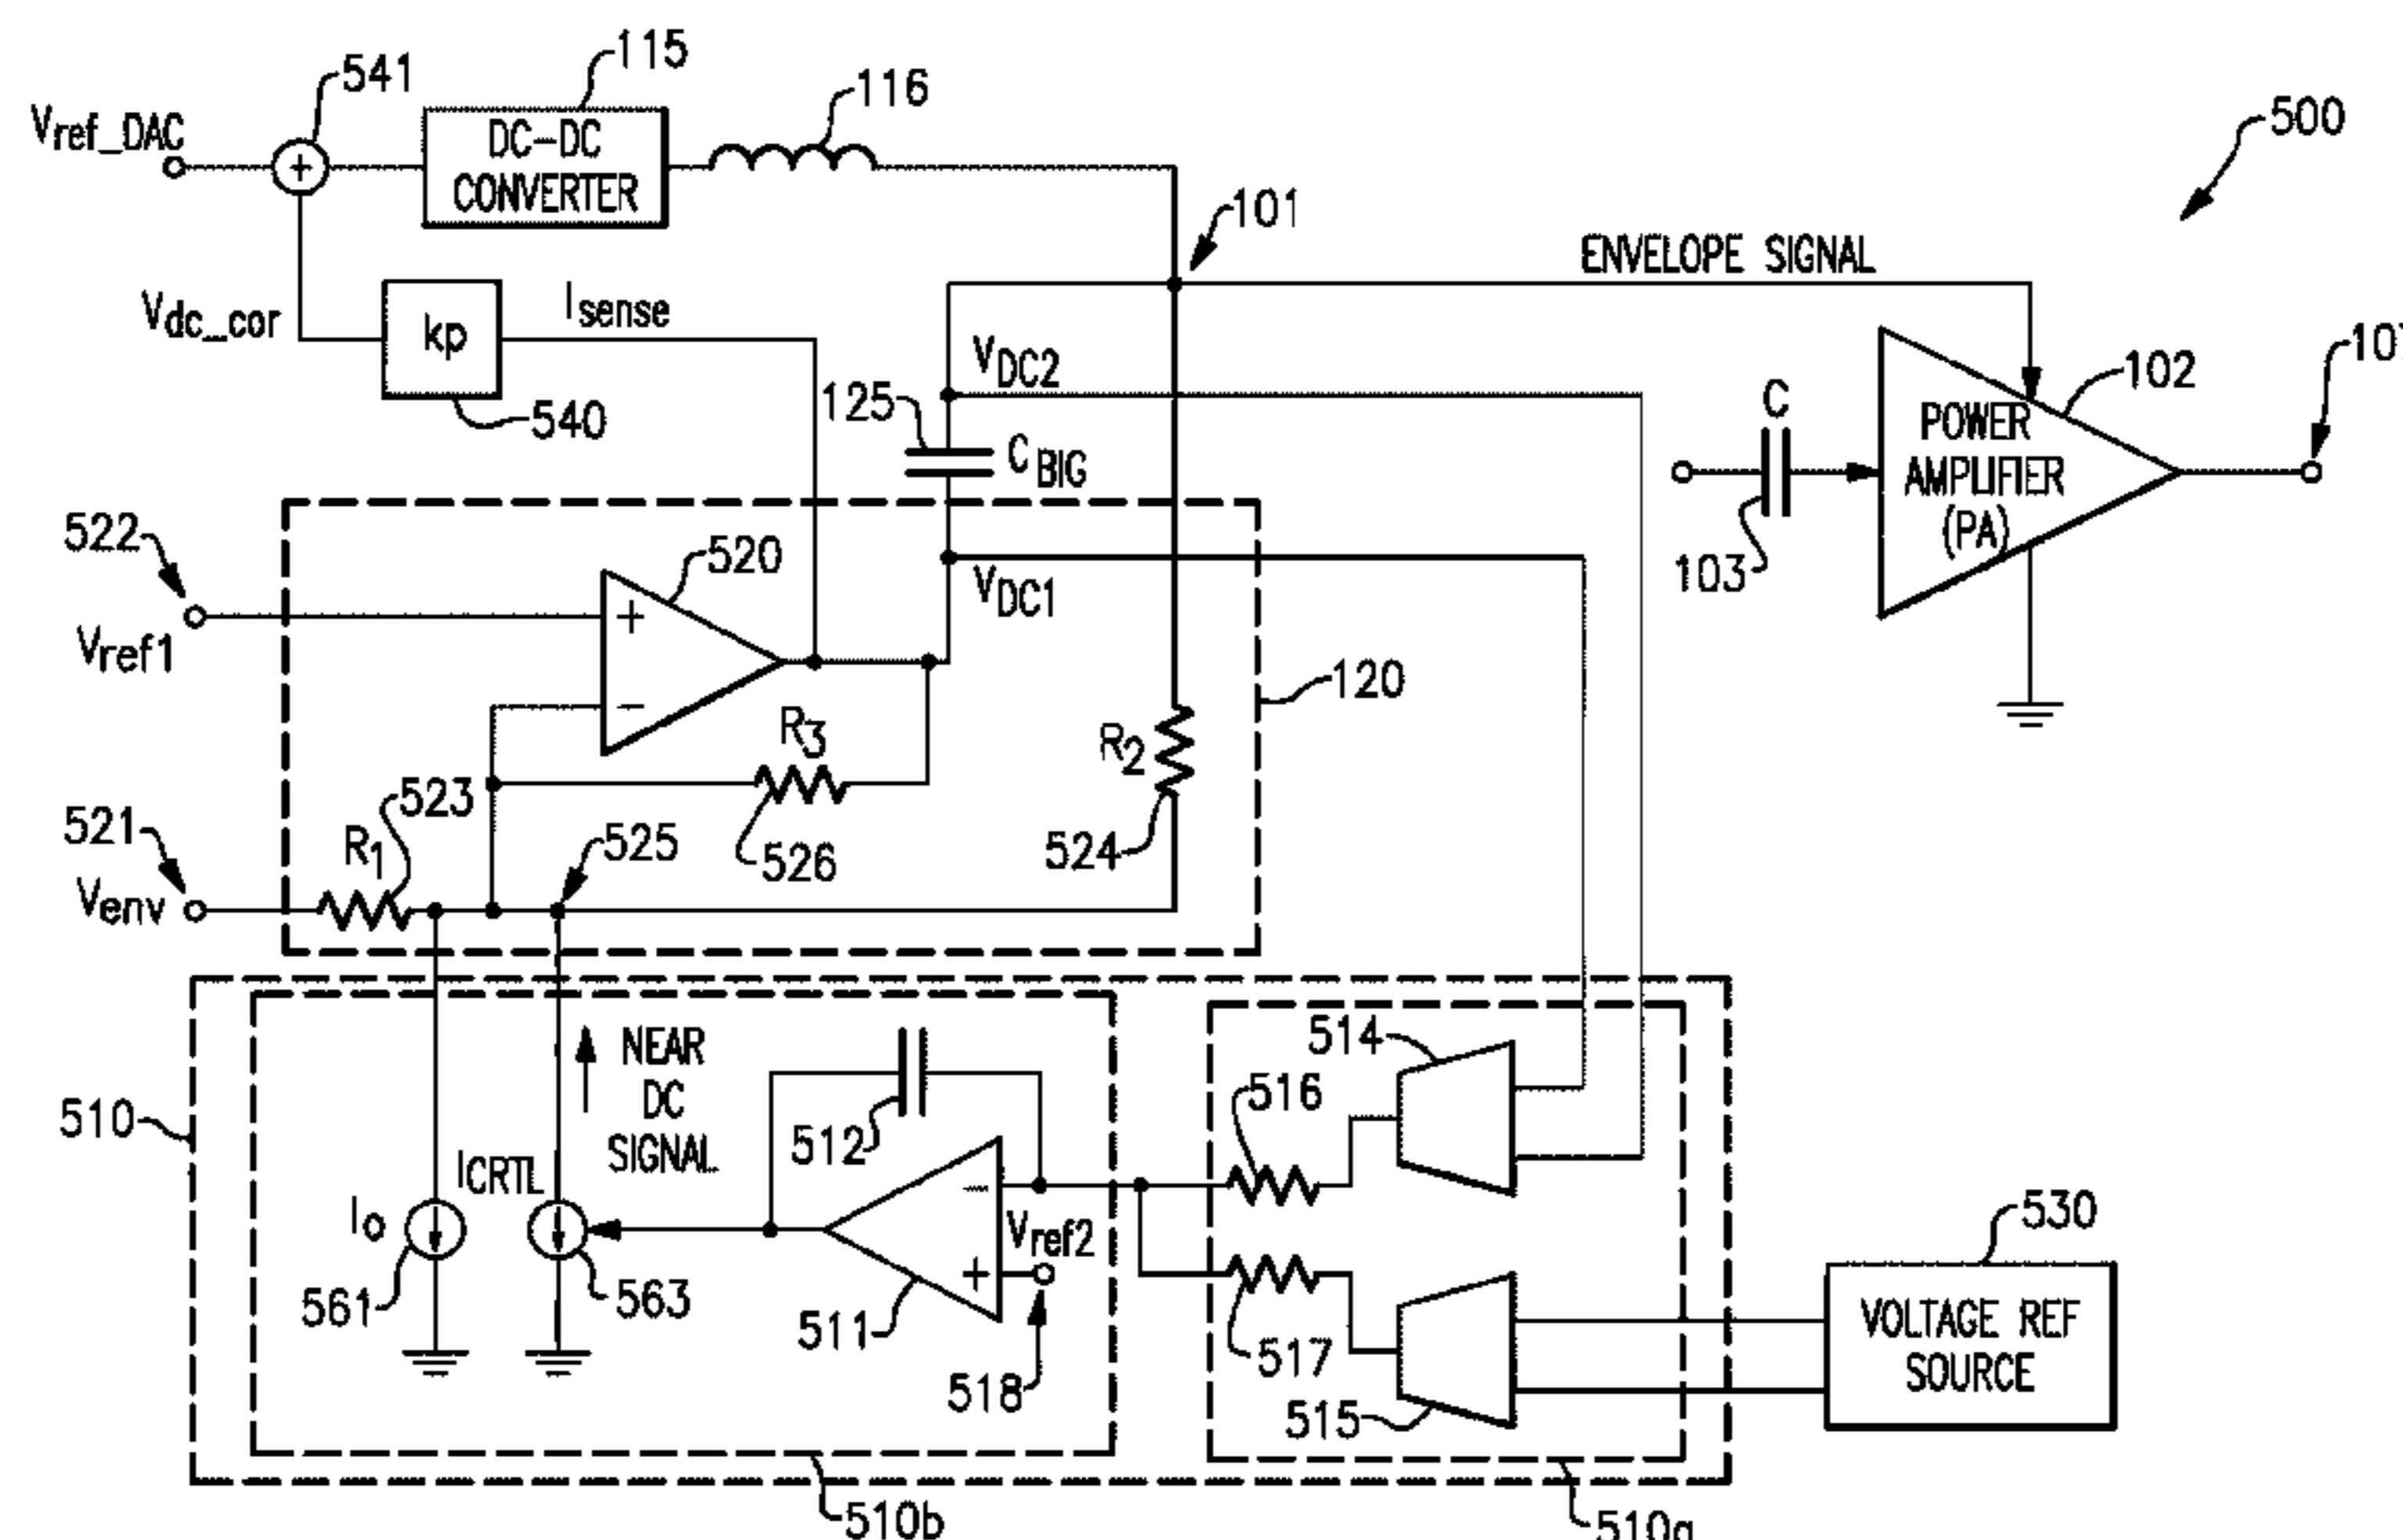 541
115
116
500
Vref_DAC
+
DC-DC
CONVERTER
101
ENVELOPE SIGNAL
Vdc_cor
kp
Isense
540
VDC2
125
CBIG
C
103
POWER
AMPLIFIER
(PA)
102
522
Vref1
+
−
520
VDC1
120
R3
526
R2
524
521
Venv
R1
523
525
510
NEAR
DC
SIGNAL
512
Io
ICRTL
561
563
−
+
Vref2
511
518
514
516
517
515
530
VOLTAGE REF
SOURCE
510b